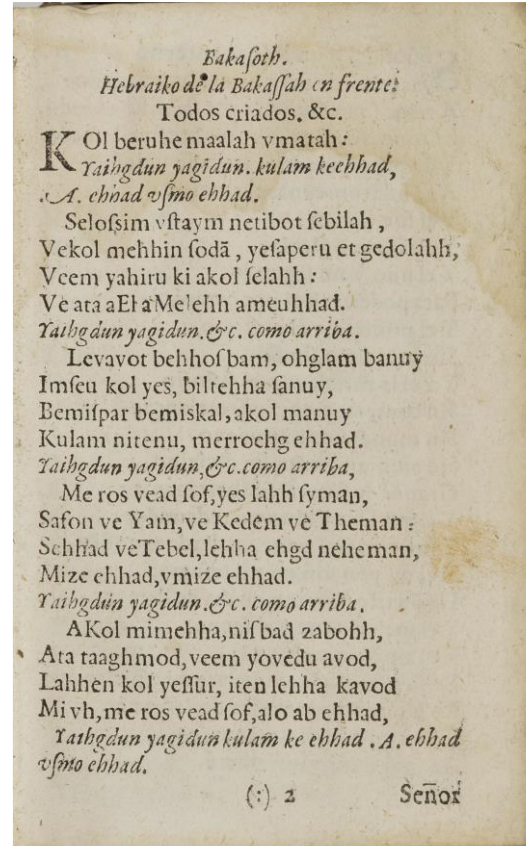 Bakaſoth.
Hebraiko de la Bakaſſah en frente:
Todos criados. &c.
KOl beruhe maalah vmatah:
Yaihgdun yagidun. kulam keehhad,
.A. ehhad vſmo ehhad.
Seloſsim vſtaym netibot ſebilah,
Vekol mehhin ſodã, yeſaperu et gedolahh,
Veem yahiru ki akol ſelahh:
Ve ata aEl aMelehh ameuhhad.
Yaihgdun yagidun.&c. como arriba.
Levavot behhoſbam, ohglam banuy
Imſeu kol yes, biltehha ſanuy,
Bemiſpar bemiskal, akol manuy
Kulam nitenu, merrochg ehhad.
Yaihgdun yagidun,&c.como arriba,
Me ros vead ſof,yes lahh ſyman,
Safon ve Yam,ve Kedem ve Theman:
Sehhad veTebel,lehha ehgd neheman,
Mize ehhad,vmize ehhad.
Yaihgdun yagidun.&c. como arriba.
AKol mimehha,niſbad zabohh,
Ata taaghmod,veem yovedu avod,
Lahhen kol yeſſur, iten lehha kavod
Mi vh,me ros vead ſof,alo ab ehhad,
Yaihgdun yagidun kulam ke ehhad . A. ehhad
vſmo ehhad.
(:) 2 Señor